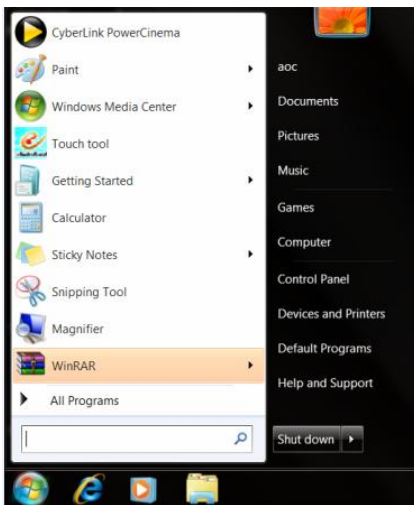 CyberLink PowerCinema
Paint
Windows Media Center
Touch tool
Getting Started
Calculator
Sticky Notes
Snipping Tool
Magnifier
WinRAR
All Programs
aoc
Documents
Pictures
Music
Games
Computer
Control Panel
Devices and Printers
Default Programs
Help and Support
Shut down